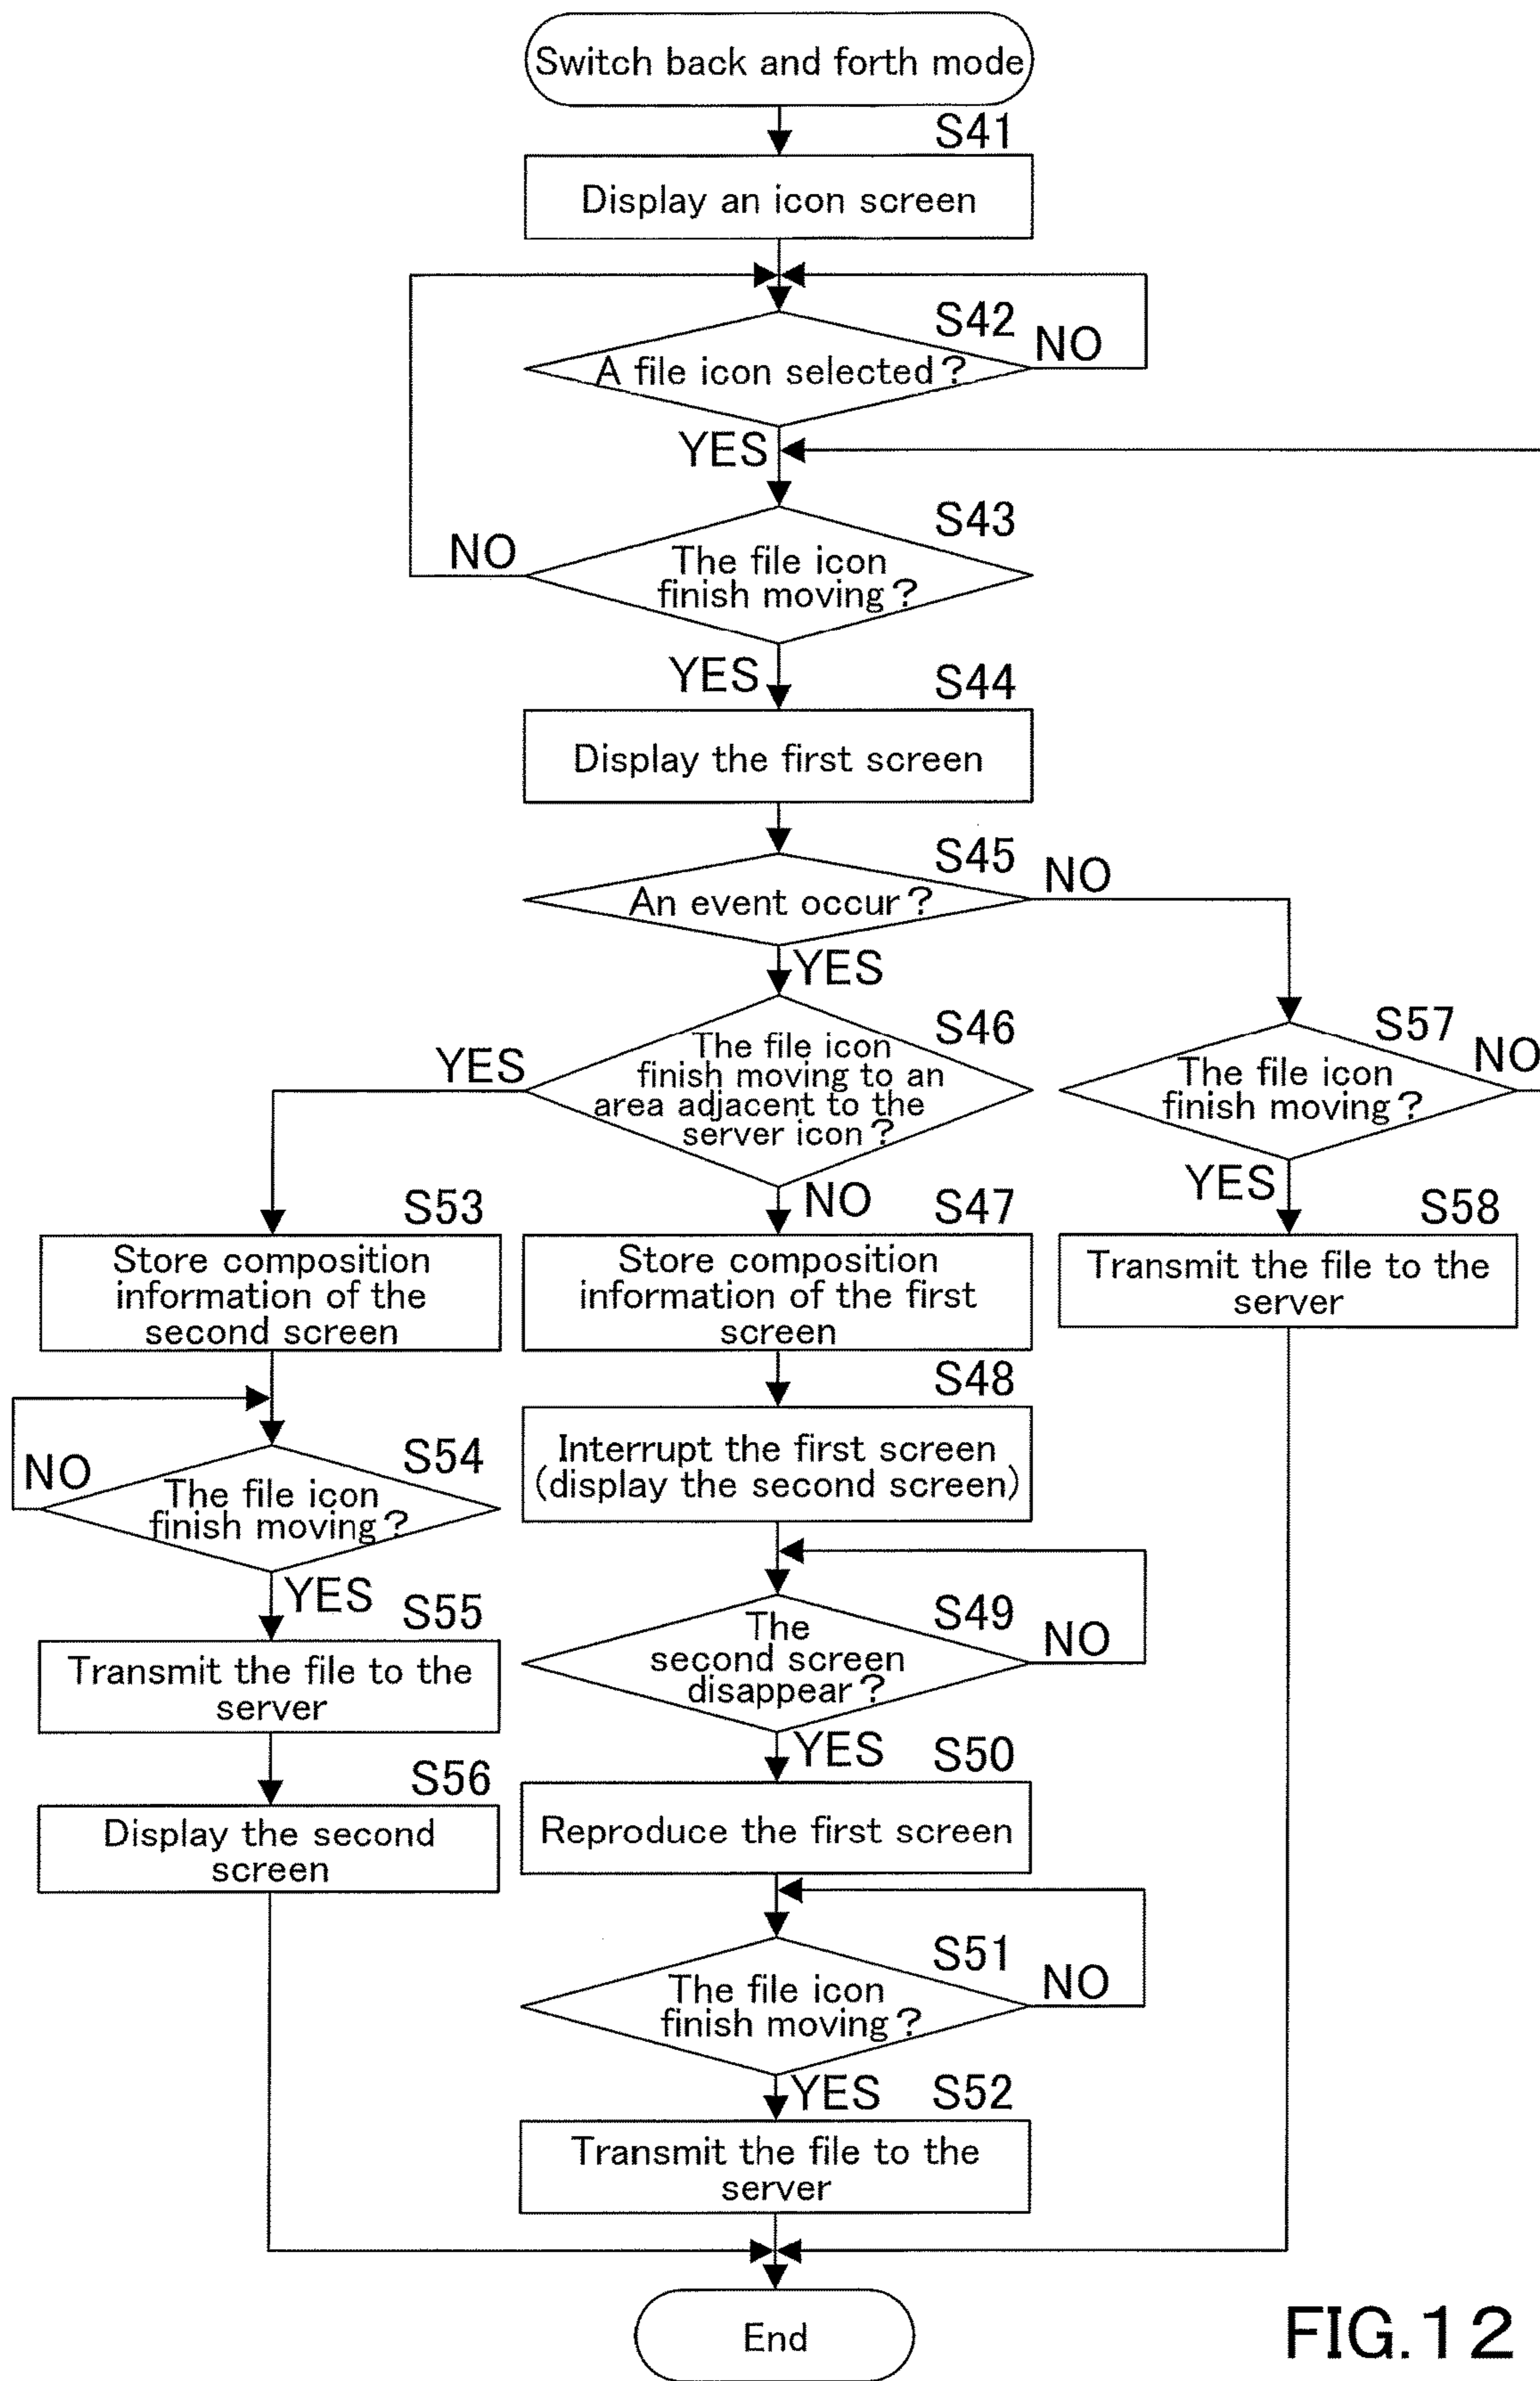 Switch back and forth mode
S41
Display an icon screen
S42
A file icon selected?
NO
YES
S43
The file icon
finish moving?
NO
YES
S44
Display the first screen
S45
An event occur?
NO
YES
S46
The file icon
finish moving to an
area adjacent to the
server icon?
YES
NO
S57
The file icon
finish moving?
NO
YES
S58
Transmit the file to the
server
S53
Store composition
information of the
second screen
S47
Store composition
information of the first
screen
S48
Interrupt the first screen
(display the second screen)
S54
The file icon
finish moving?
NO
YES
S49
The
second screen
disappear?
NO
YES
S55
Transmit the file to the
server
S50
Reproduce the first screen
S56
Display the second
screen
S51
The file icon
finish moving?
NO
YES
S52
Transmit the file to the
server
End
FIG.12